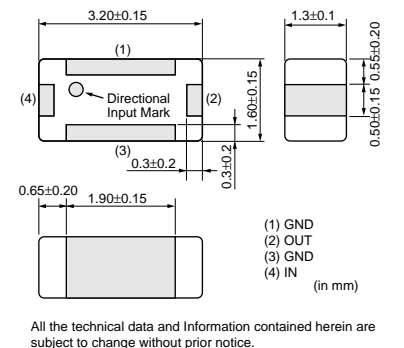 3.20±0.15
1.3±0.1
(1)
(4)
Directional
Input Mark
(2)
1.60±0.15
0.55±0.20
0.50±0.15
(3)
0.3±0.2
0.3±0.2
0.65±0.20
1.90±0.15
(1) GND
(2) OUT
(3) GND
(4) IN
(in mm)
All the technical data and Information contained herein are
subject to change without prior notice.